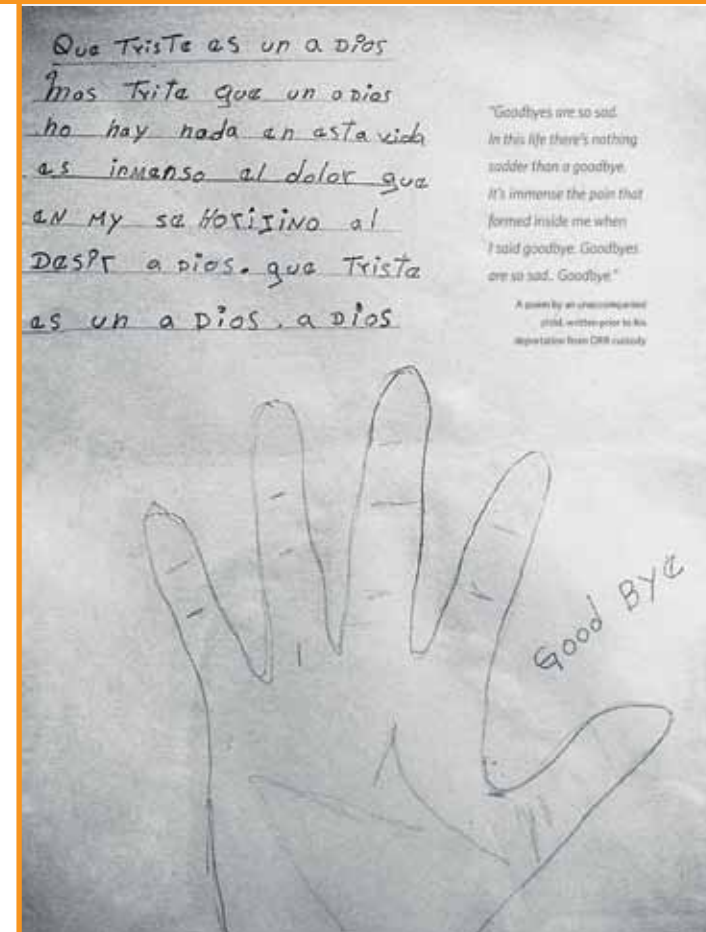 Que Triste es un a Dios
mas Trite que un a Dios
no hay nada en esta vida
es inmenso el dolor que
en My se HOriJiNO al
DesPr a Dios. que Triste
es un a Dios. a Dios
"Goodbyes are so sad.
In this life there's nothing
sadder than a goodbye.
It's immense the pain that
formed inside me when
I said goodbye. Goodbyes
are so sad.. Goodbye."
A poem by an unaccompanied
child, written prior to his
deportation from ORR custody
GOOD BYE